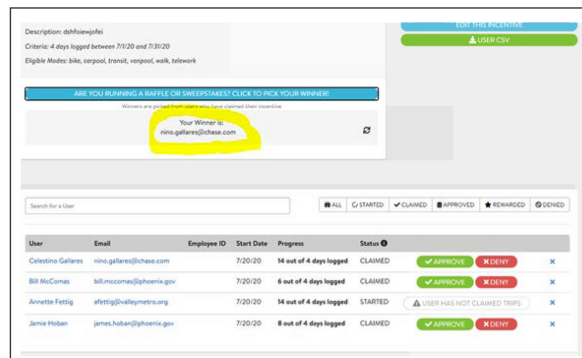 EDIT THIS INCENTIVE
USER CSV
Description: dshfoiewjofei
Criteria: 4 days logged between 7/1/20 and 7/31/20
Eligible Modes: bike, carpool, transit, vanpool, walk, telework
ARE YOU RUNNING A RAFFLE OR SWEEPSTAKES? CLICK TO PICK YOUR WINNER!
Winners are picked from users who have claimed their incentive
Your Winner is:
nino.gallares@chase.com
Search for a User
ALL STARTED CLAIMED APPROVED REWARDED DENIED
User Email Employee ID Start Date Progress Status
Celestino Gallares nino.gallares@chase.com 7/20/20 14 out of 4 days logged CLAIMED APPROVE DENY
Bill McComas bill.mccomas@phoenix.gov 7/20/20 6 out of 4 days logged CLAIMED APPROVE DENY
Annette Fettig afettig@valleymetro.org 7/20/20 14 out of 4 days logged STARTED USER HAS NOT CLAIMED TRIPS
Jamie Hoban james.hoban@phoenix.gov 7/20/20 8 out of 4 days logged CLAIMED APPROVE DENY